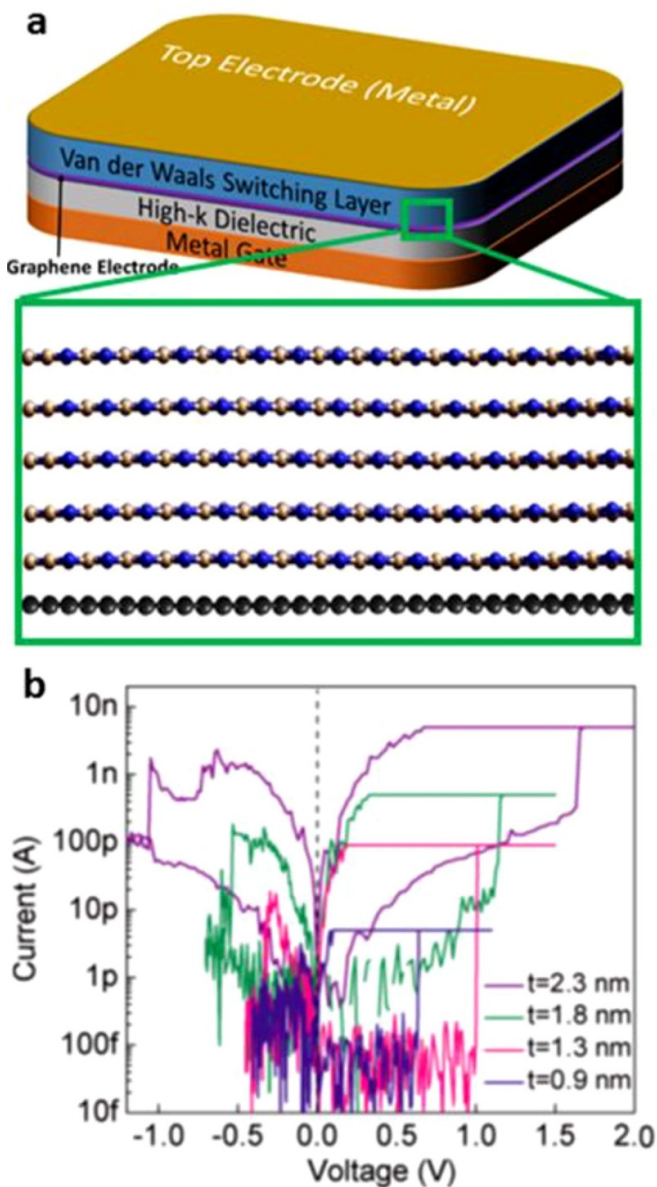 a
Top Electrode (Metal)
Van der Waals Switching Layer
High-k Dielectric
Metal Gate
Graphene Electrode
b
10n
1n
100p
10p
1p
100f
10f
Current (A)
t=2.3 nm
t=1.8 nm
t=1.3 nm
t=0.9 nm
-1.0 -0.5 0.0 0.5 1.0 1.5 2.0
Voltage (V)